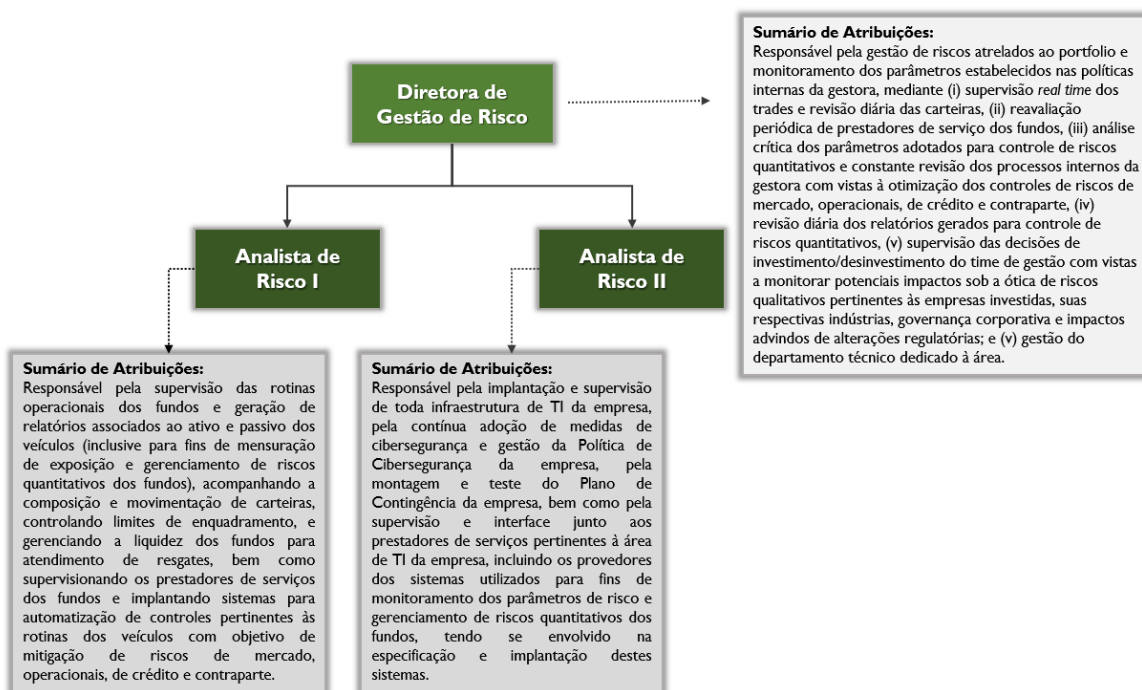 Diretora de
Gestão de Risco
Sumário de Atribuições:
Responsável pela gestão de riscos atrelados ao portfolio e
monitoramento dos parâmetros estabelecidos nas políticas
internas da gestora, mediante (i) supervisão real time dos
trades e revisão diária das carteiras, (ii) reavaliação
periódica de prestadores de serviço dos fundos, (iii) análise
crítica dos parâmetros adotados para controle de riscos
quantitativos e constante revisão dos processos internos da
gestora com vistas à otimização dos controles de riscos de
mercado, operacionais, de crédito e contraparte, (iv)
revisão diária dos relatórios gerados para controle de
riscos quantitativos, (v) supervisão das decisões de
investimento/desinvestimento do time de gestão com vistas
a monitorar potenciais impactos sob a ótica de riscos
qualitativos pertinentes às empresas investidas, suas
respectivas indústrias, governança corporativa e impactos
advindos de alterações regulatórias; e (v) gestão do
departamento técnico dedicado à área.
Analista de
Risco I
Analista de
Risco II
Sumário de Atribuições:
Responsável pela supervisão das rotinas
operacionais dos fundos e geração de
relatórios associados ao ativo e passivo dos
veículos (inclusive para fins de mensuração
de exposição e gerenciamento de riscos
quantitativos dos fundos), acompanhando a
composição e movimentação de carteiras,
controlando limites de enquadramento, e
gerenciando a liquidez dos fundos para
atendimento de resgates, bem como
supervisionando os prestadores de serviços
dos fundos e implantando sistemas para
automatização de controles pertinentes às
rotinas dos veículos com objetivo de
mitigação de riscos de mercado,
operacionais, de crédito e contraparte.
Sumário de Atribuições:
Responsável pela implantação e supervisão
de toda infraestrutura de TI da empresa,
pela contínua adoção de medidas de
cibersegurança e gestão da Política de
Cibersegurança da empresa, pela
montagem e teste do Plano de
Contingência da empresa, bem como pela
supervisão e interface junto aos
prestadores de serviços pertinentes à área
de TI da empresa, incluindo os provedores
dos sistemas utilizados para fins de
monitoramento dos parâmetros de risco e
gerenciamento de riscos quantitativos dos
fundos, tendo se envolvido na
especificação e implantação destes
sistemas.